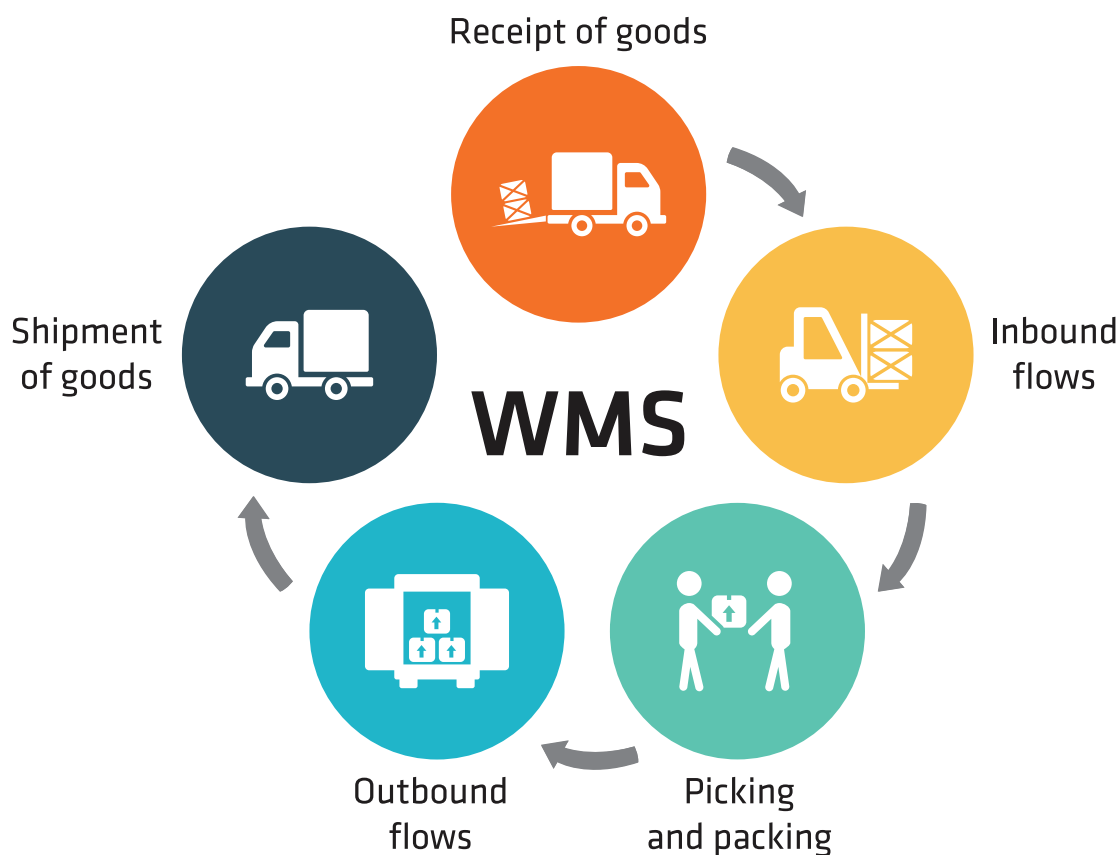 Receipt of goods
Shipment
of goods
Inbound
flows
WMS
Outbound
flows
Picking
and packing